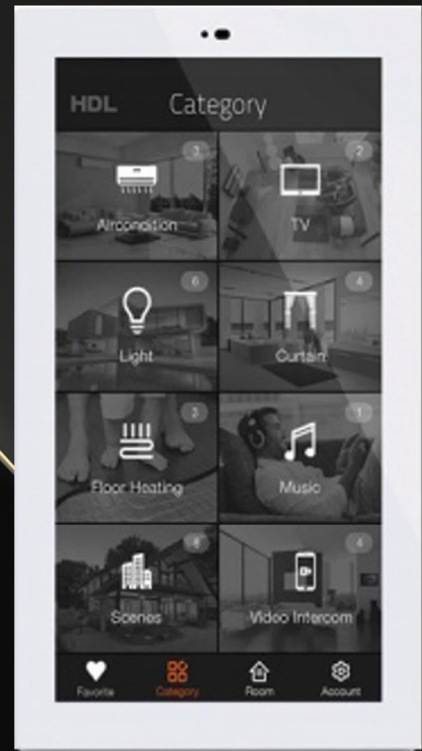 HDL Category
3
2
Aircondition
TV
6
4
Light
Curtain
3
1
Floor Heating
Music
4
Scenes
Video Intercom
Favorite
Category
Room
Account